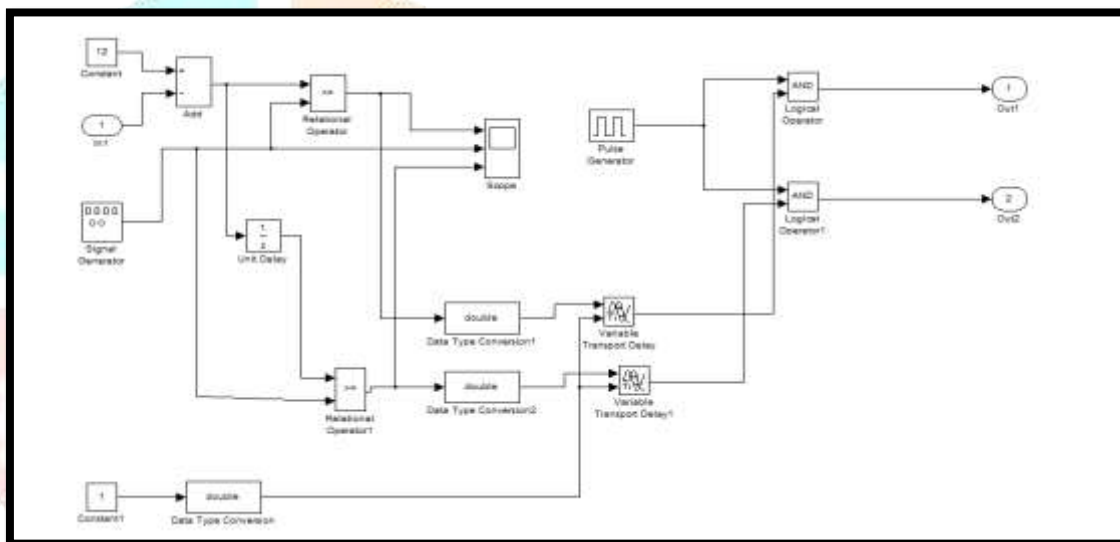 12
Constant
1
In1
Add
Signal
Generator
Relational
Operator
Unit Delay
1
Scope
Pulse
Generator
AND
Logical
Operator
1
Out1
AND
Logical
Operator1
2
Out2
double
Data Type Conversion1
Variable
Transport Delay
Relational
Operator1
double
Data Type Conversion2
Variable
Transport Delay1
1
Constant1
double
Data Type Conversion